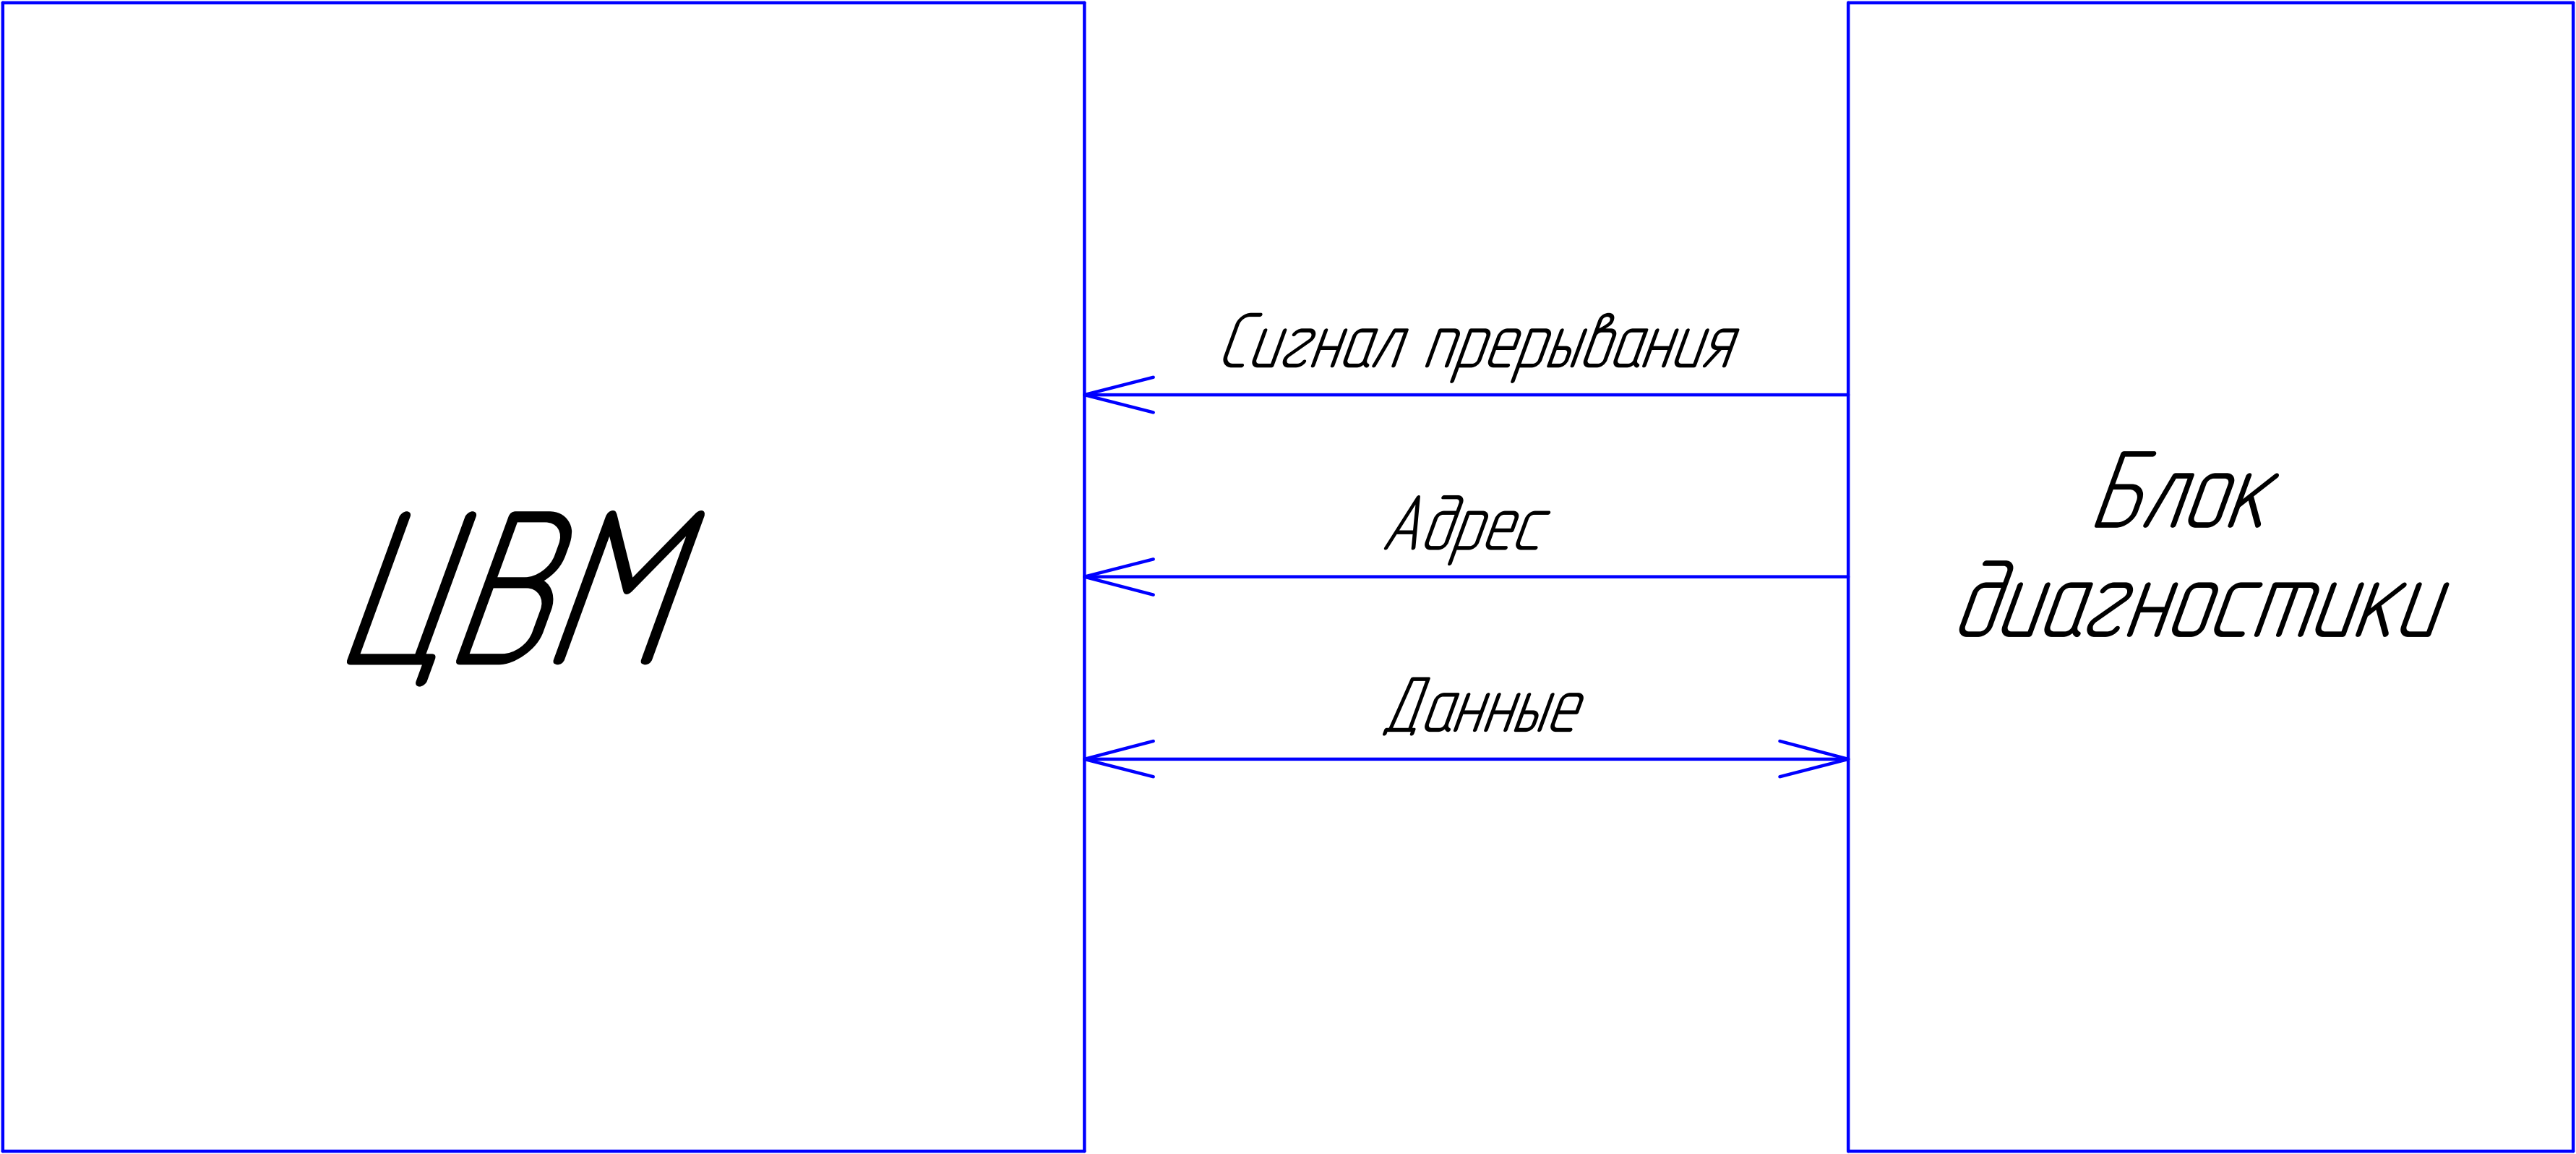 ЦВМ
Сигнал прерывания
Адрес
Данные
Блок
диагностики